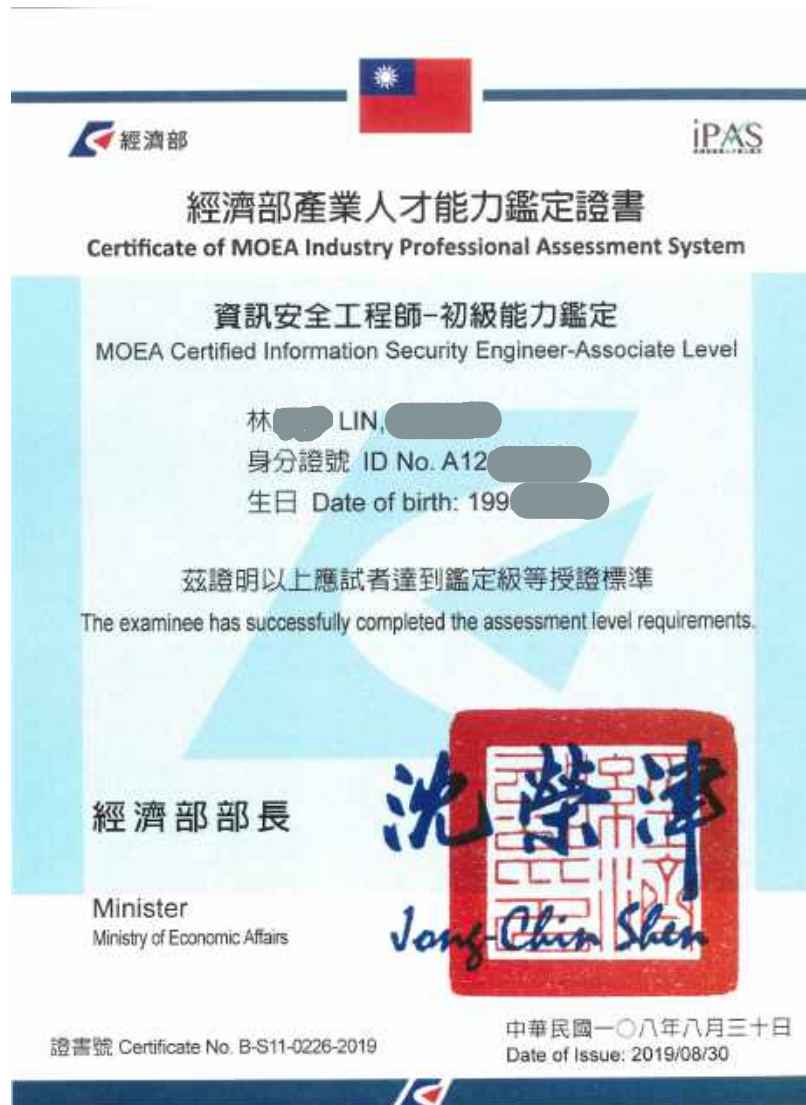 經濟部
iPAS
經濟部產業人才能力鑑定證書
Certificate of MOEA Industry Professional Assessment System
資訊安全工程師-初級能力鑑定
MOEA Certified Information Security Engineer-Associate Level
林 LIN,
身分證號 ID No. A12
生日 Date of birth: 199
茲證明以上應試者達到鑑定級等授證標準
The examinee has successfully completed the assessment level requirements.
經濟部部長
沈榮津
Minister
Ministry of Economic Affairs
Jong-Chin Shen
證書號 Certificate No. B-S11-0226-2019
中華民國一○八年八月三十日
Date of Issue: 2019/08/30